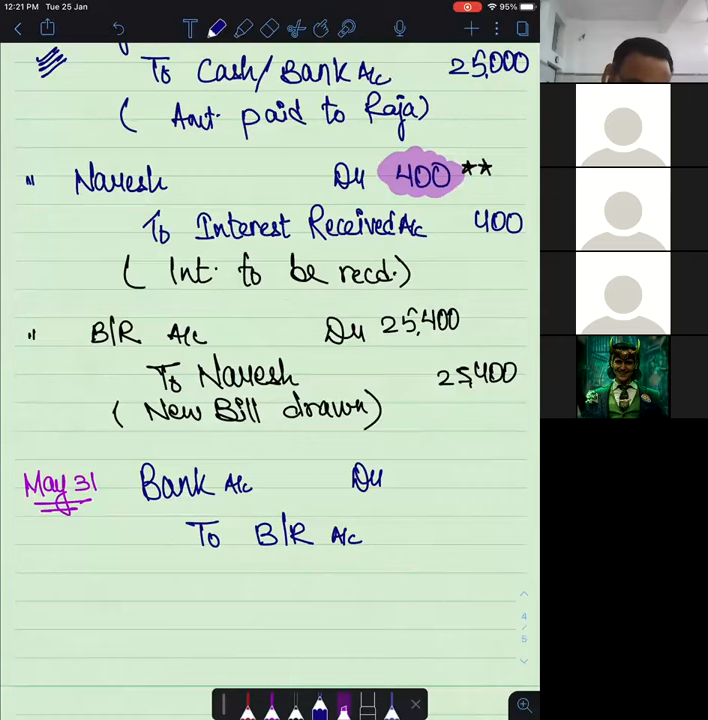 12:21 PM Tue 25 Jan
95%
To Cash/Bank A/c 25,000
( Amt. paid to Raja)
" Naresh Dr 400 **
To Interest Received A/c 400
( Int. to be recd.)
" B/R A/c Dr 25,400
To Naresh 25,400
( New Bill drawn)
May 31 Bank A/c Dr
To B/R A/c
4
/
5